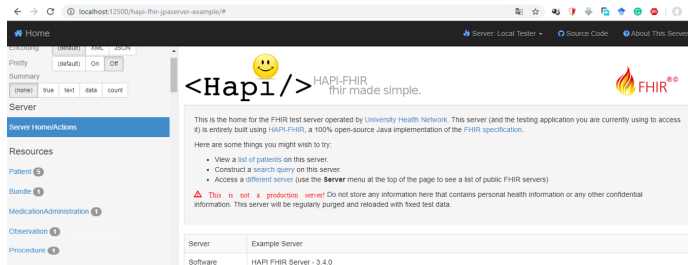 localhost:12500/hapi-fhir-jpaserver-example/#
Home
Server: Local Tester
Source Code
About This Server
Encoding (default) XML JSON
Pretty (default) On Off
Summary
(none) true text data count
Server
Server Home/Actions
Resources
Patient 5
Bundle 1
MedicationAdministration 1
Observation 1
Procedure 1
<Hapi/> HAPI-FHIR
fhir made simple.
FHIR®©
This is the home for the FHIR test server operated by University Health Network. This server (and the testing application you are currently using to access
it) is entirely built using HAPI-FHIR, a 100% open-source Java implementation of the FHIR specification.
Here are some things you might wish to try:
• View a list of patients on this server.
• Construct a search query on this server.
• Access a different server (use the Server menu at the top of the page to see a list of public FHIR servers)
This is not a production server! Do not store any information here that contains personal health information or any other confidential
information. This server will be regularly purged and reloaded with fixed test data.
Server Example Server
Software HAPI FHIR Server - 3.4.0